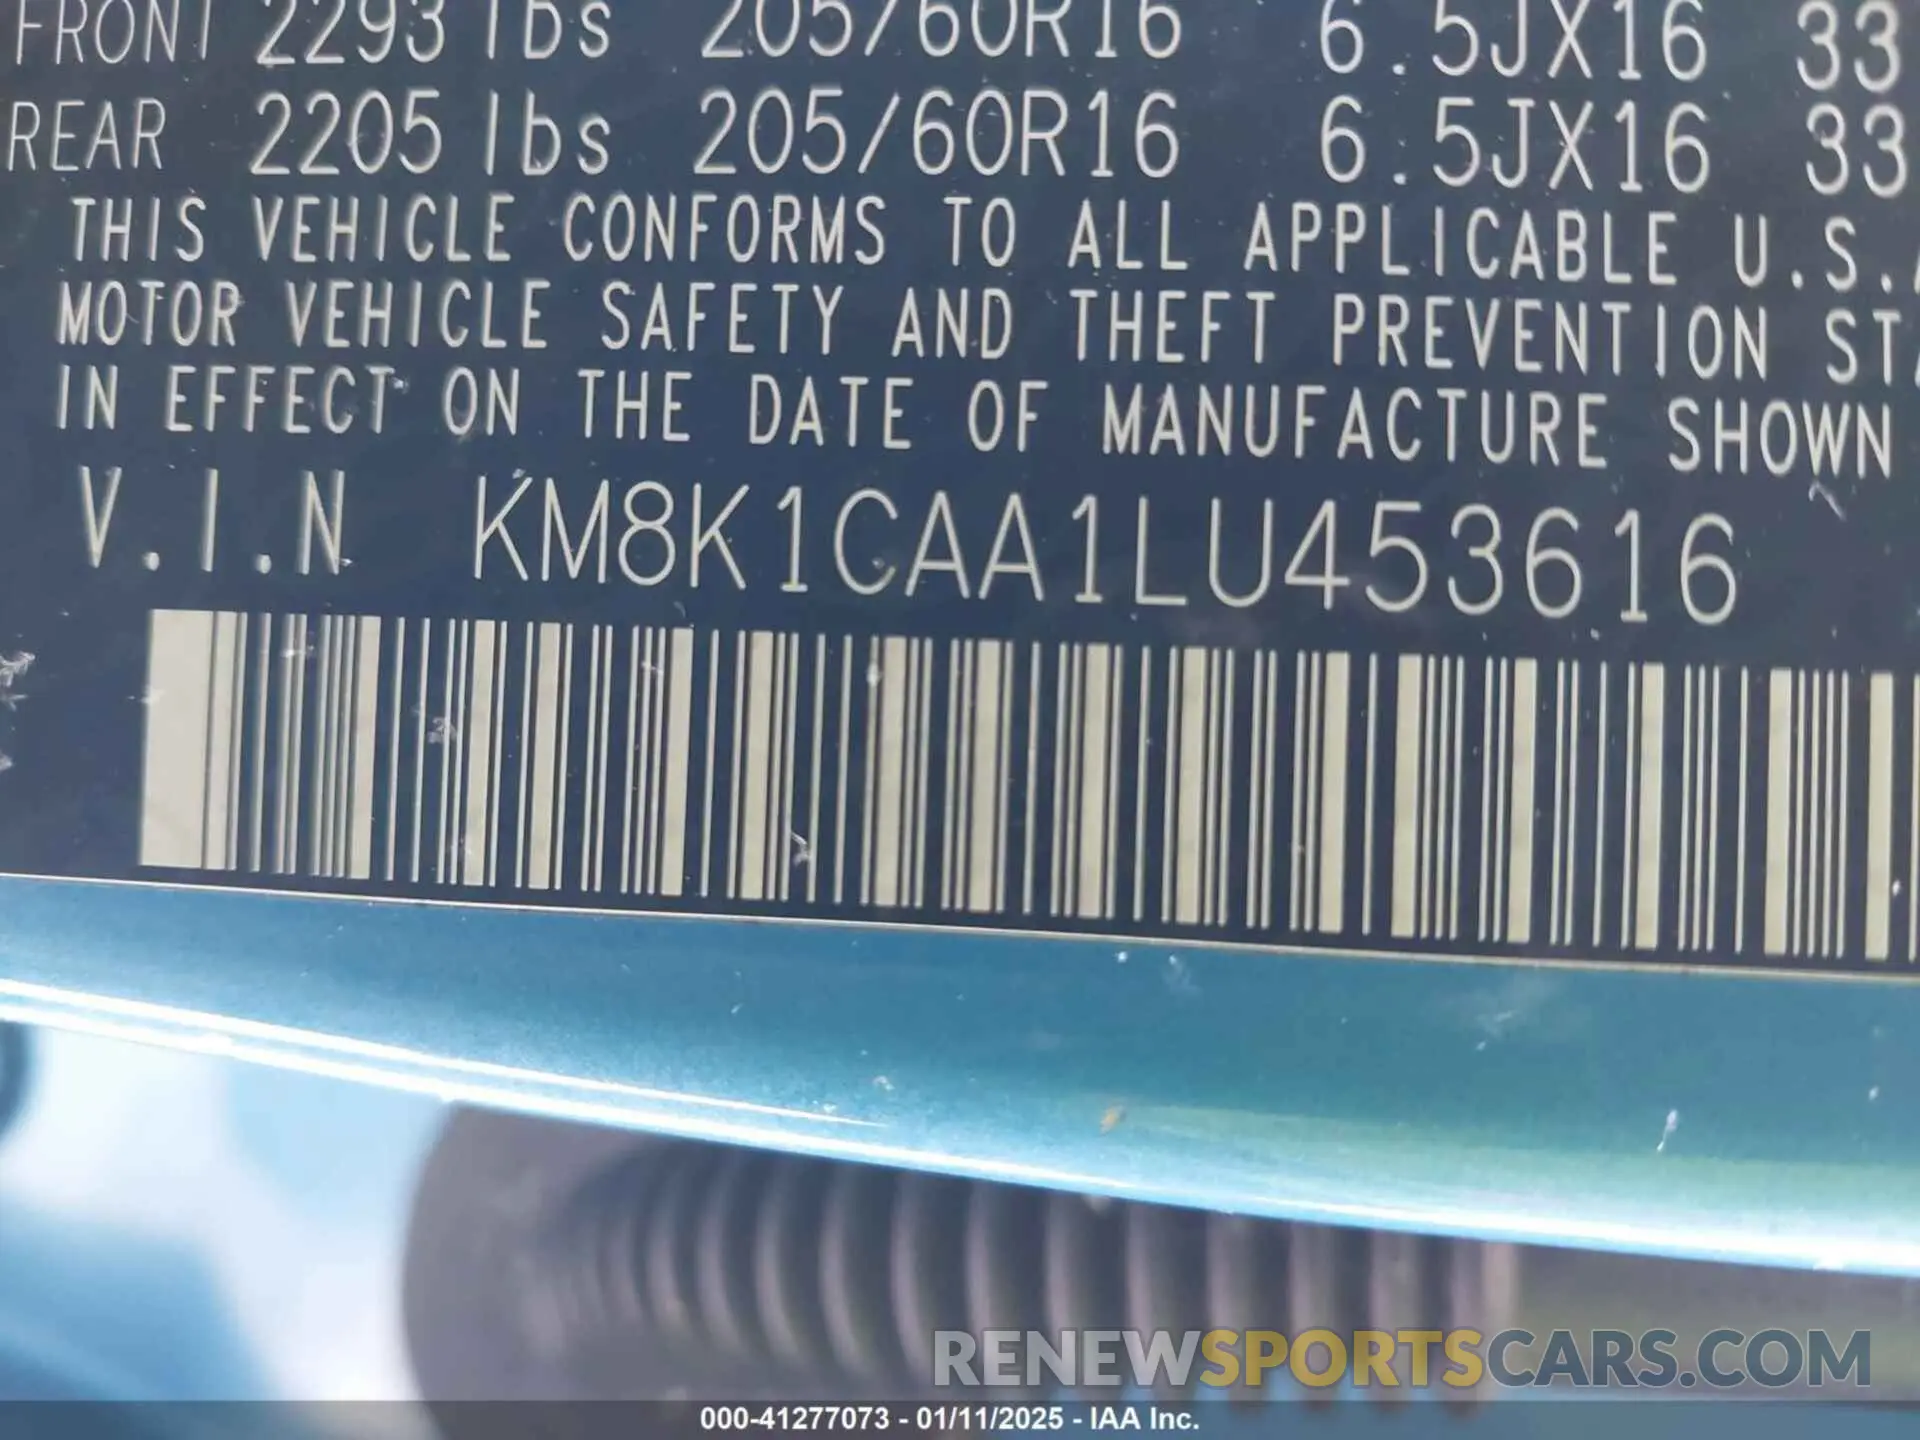 FRONT 2293 lbs 205/60R16 6.5JX16 33
REAR 2205 lbs 205/60R16 6.5JX16 33
THIS VEHICLE CONFORMS TO ALL APPLICABLE U.S.
MOTOR VEHICLE SAFETY AND THEFT PREVENTION STA
IN EFFECT ON THE DATE OF MANUFACTURE SHOWN
V.I.N KM8K1CAA1LU453616
RENEWSPORTSCARS.COM
000-41277073 - 01/11/2025 - IAA Inc.